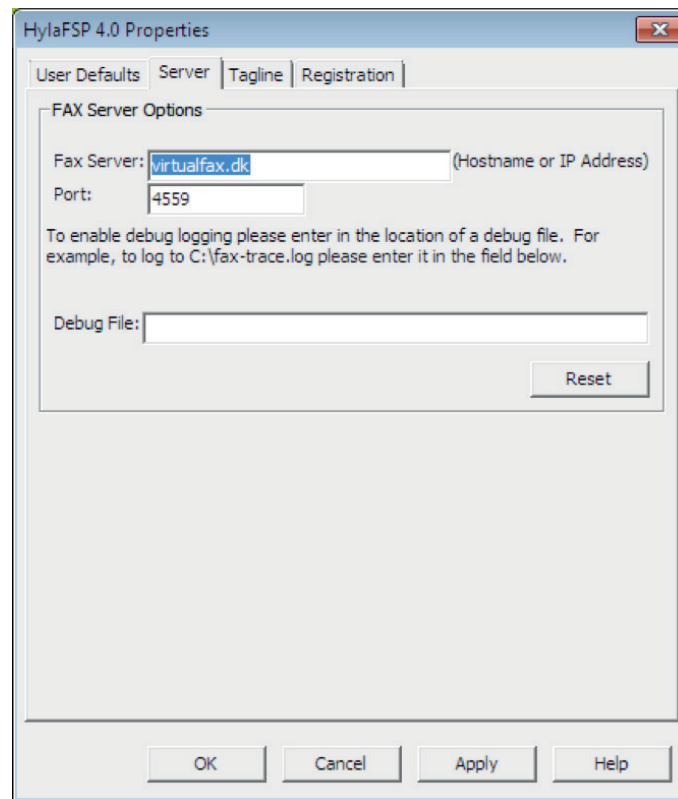 HylaFSP 4.0 Properties
User Defaults Server Tagline Registration
FAX Server Options
Fax Server: virtualfax.dk (Hostname or IP Address)
Port: 4559
To enable debug logging please enter in the location of a debug file. For
example, to log to C:\fax-trace.log please enter it in the field below.
Debug File:
Reset
OK Cancel Apply Help